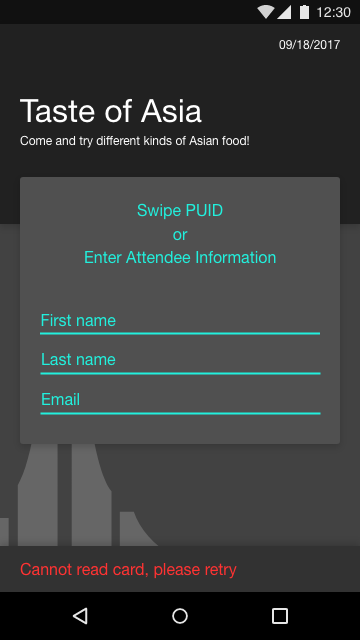 12:30
09/18/2017
Taste of Asia
Come and try different kinds of Asian food!
Swipe PUID
or
Enter Attendee Information
First name
Last name
Email
Cannot read card, please retry